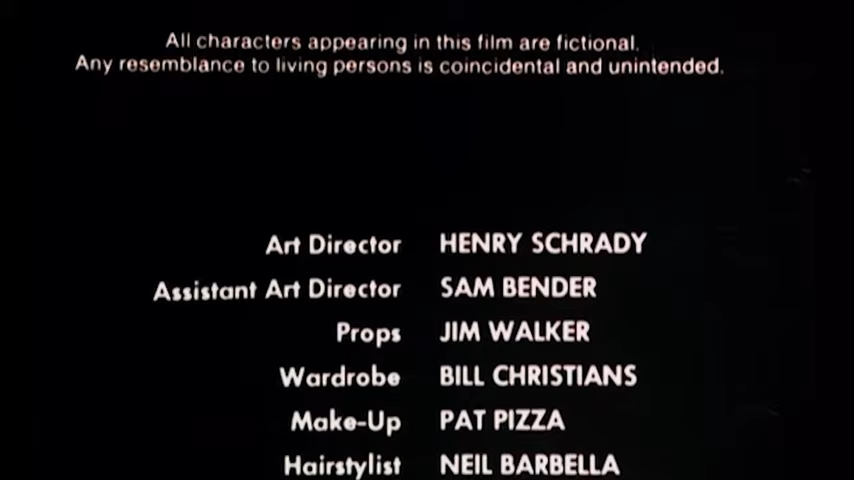 All characters appearing in this film are fictional.
Any resemblance to living persons is coincidental and unintended.
Art Director HENRY SCHRADY
Assistant Art Director SAM BENDER
Props JIM WALKER
Wardrobe BILL CHRISTIANS
Make-Up PAT PIZZA
Hairstylist NEIL BARBELLA